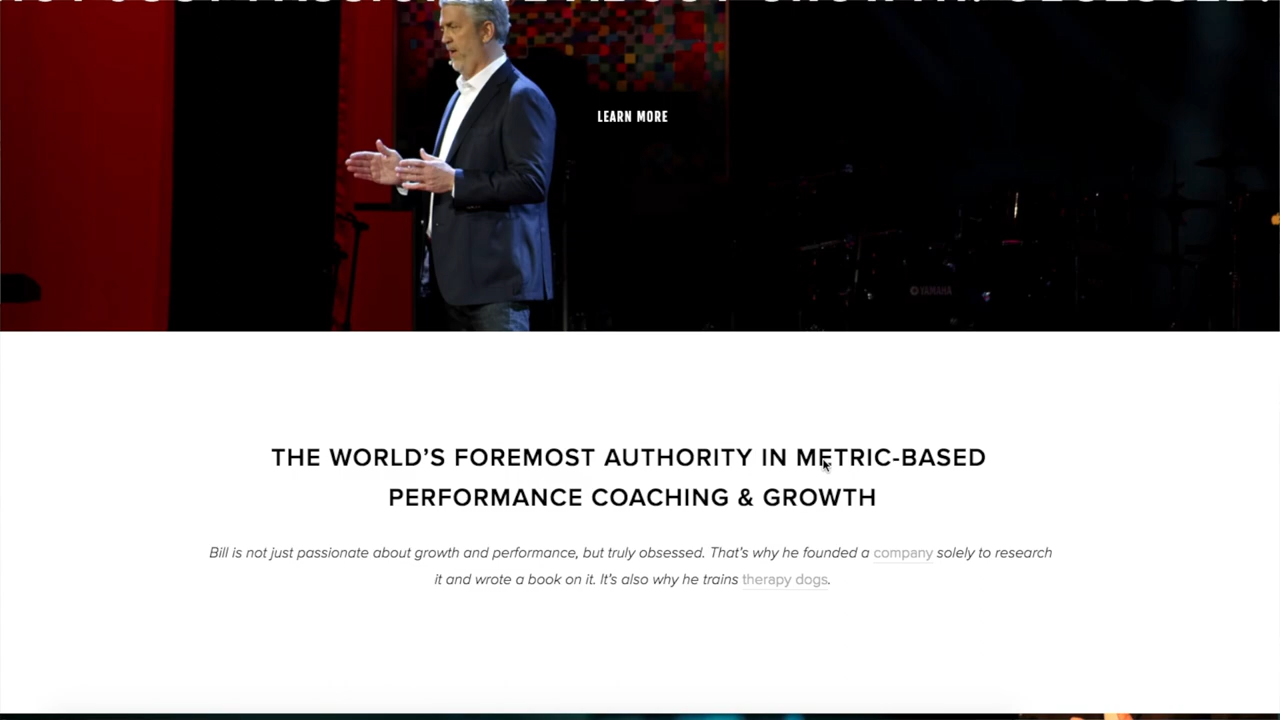 LEARN MORE
YAMAHA
THE WORLD'S FOREMOST AUTHORITY IN METRIC-BASED
PERFORMANCE COACHING & GROWTH
Bill is not just passionate about growth and performance, but truly obsessed. That's why he founded a company solely to research
it and wrote a book on it. It's also why he trains therapy dogs.